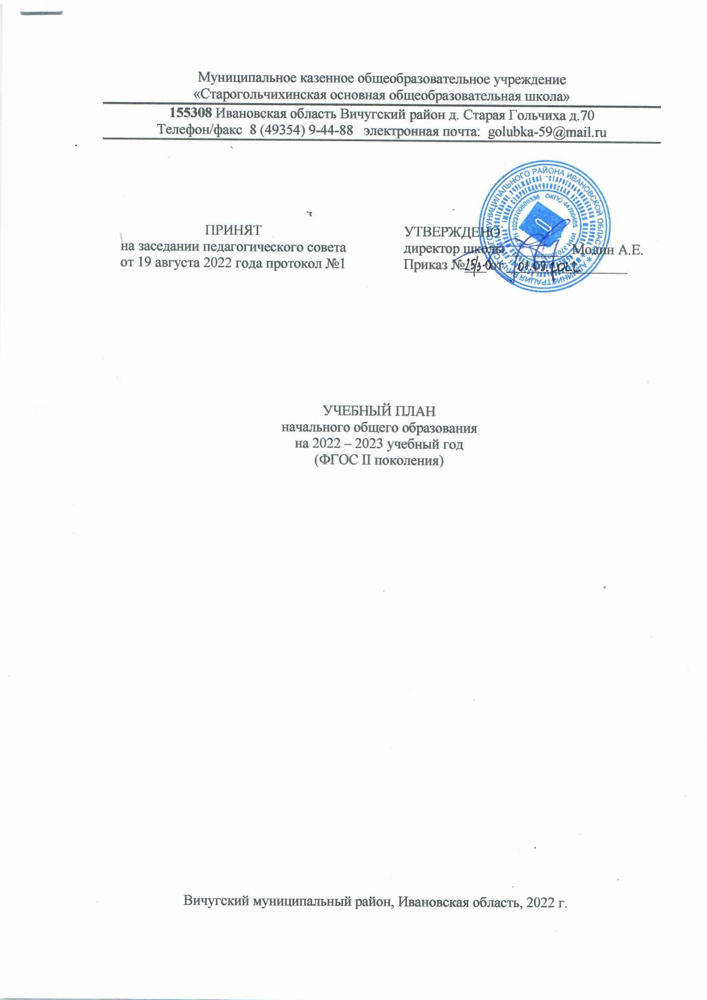 Муниципальное казенное общеобразовательное учреждение
«Старогольчихинская основная общеобразовательная школа»
155308 Ивановская область Вичугский район д. Старая Гольчиха д.70
Телефон/факс 8 (49354) 9-44-88 электронная почта: golubka-59@mail.ru
ПРИНЯТ
на заседании педагогического совета
от 19 августа 2022 года протокол №1
УТВЕРЖДЕНО
директор школы Модин А.Е.
Приказ №25/3-О от 01.09.2022
МУНИЦИПАЛЬНОГО РАЙОНА ИВАНОВСКОЙ ОБЛАСТИ * АДМИНИСТРАЦИЯ ВИЧУГСКОГО
1023700508336 ОКПО 44760485 ИНН
УЧЕБНЫЙ ПЛАН
начального общего образования
на 2022 – 2023 учебный год
(ФГОС II поколения)
Вичугский муниципальный район, Ивановская область, 2022 г.